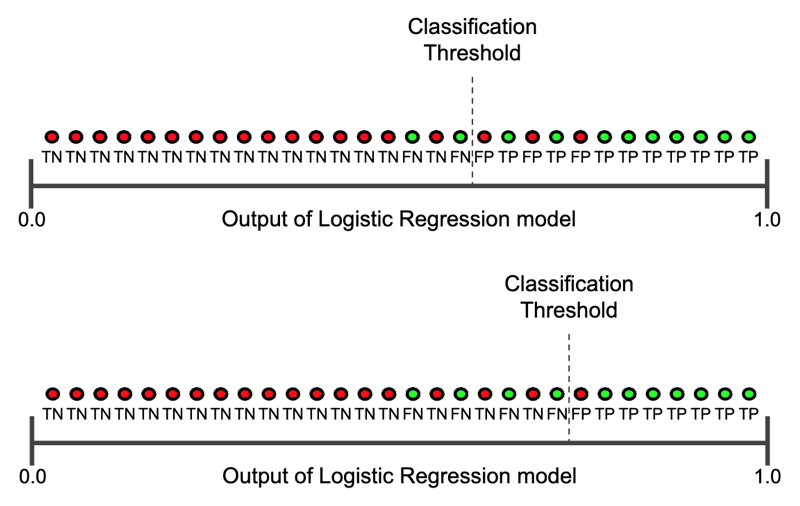 Classification
Threshold
TN TN TN TN TN TN TN TN TN TN TN TN TN TN TN FN TN FN FP TP FP TP FP TP TP TP TP TP TP TP
0.0 Output of Logistic Regression model 1.0
Classification
Threshold
TN TN TN TN TN TN TN TN TN TN TN TN TN TN TN FN TN FN TN FN TN FN FP TP TP TP TP TP TP TP
0.0 Output of Logistic Regression model 1.0